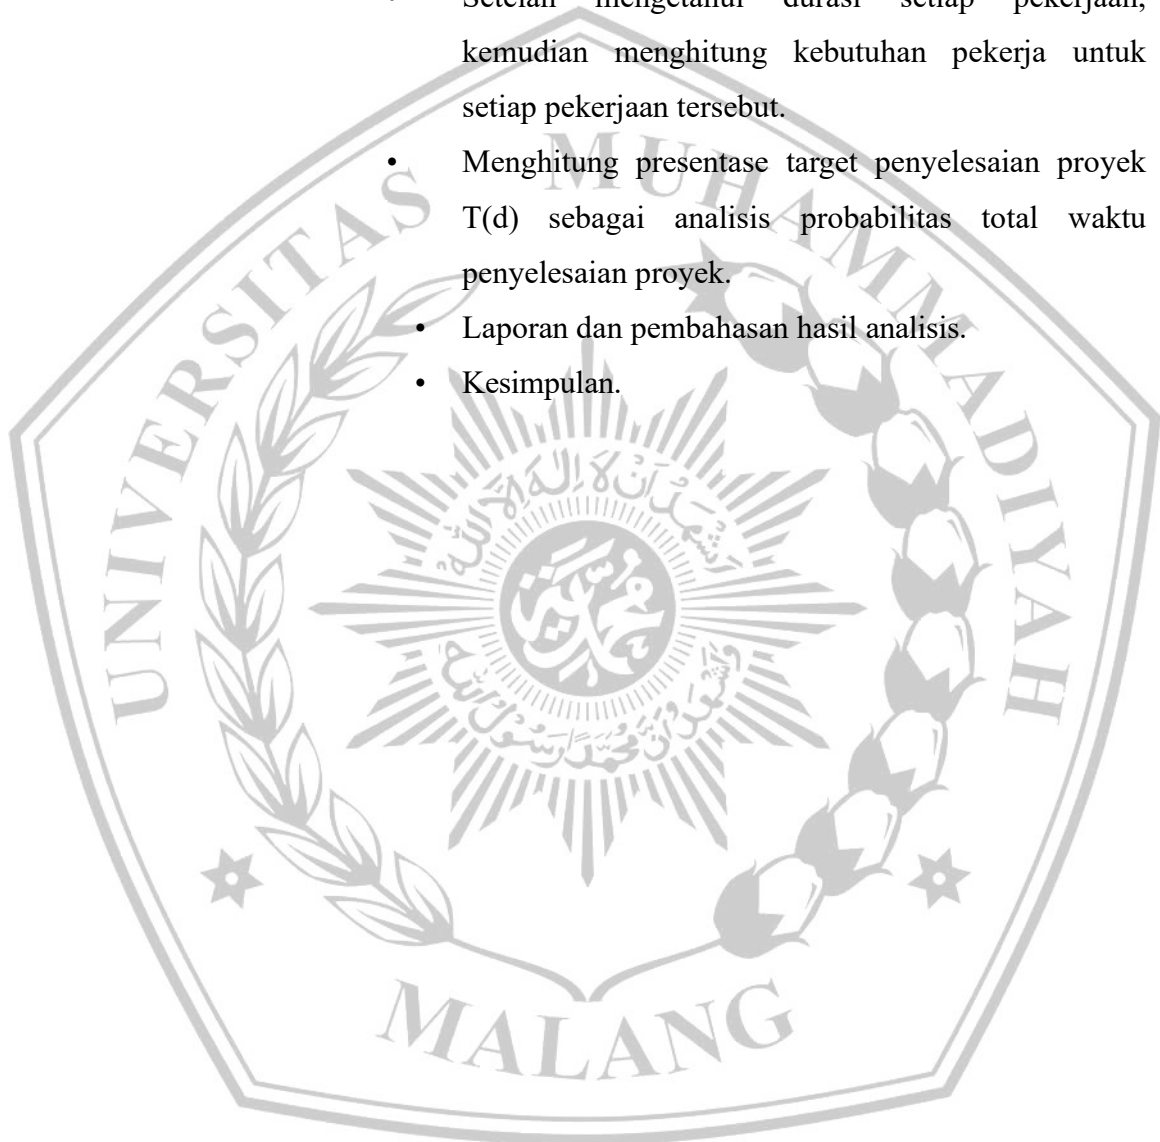 • Setelah mengetahui durasi setiap pekerjaan,
kemudian menghitung kebutuhan pekerja untuk
setiap pekerjaan tersebut.
• Menghitung presentase target penyelesaian proyek
T(d) sebagai analisis probabilitas total waktu
penyelesaian proyek.
• Laporan dan pembahasan hasil analisis.
• Kesimpulan.
UNIVERSITAS MUHAMMADIYAH
MALANG